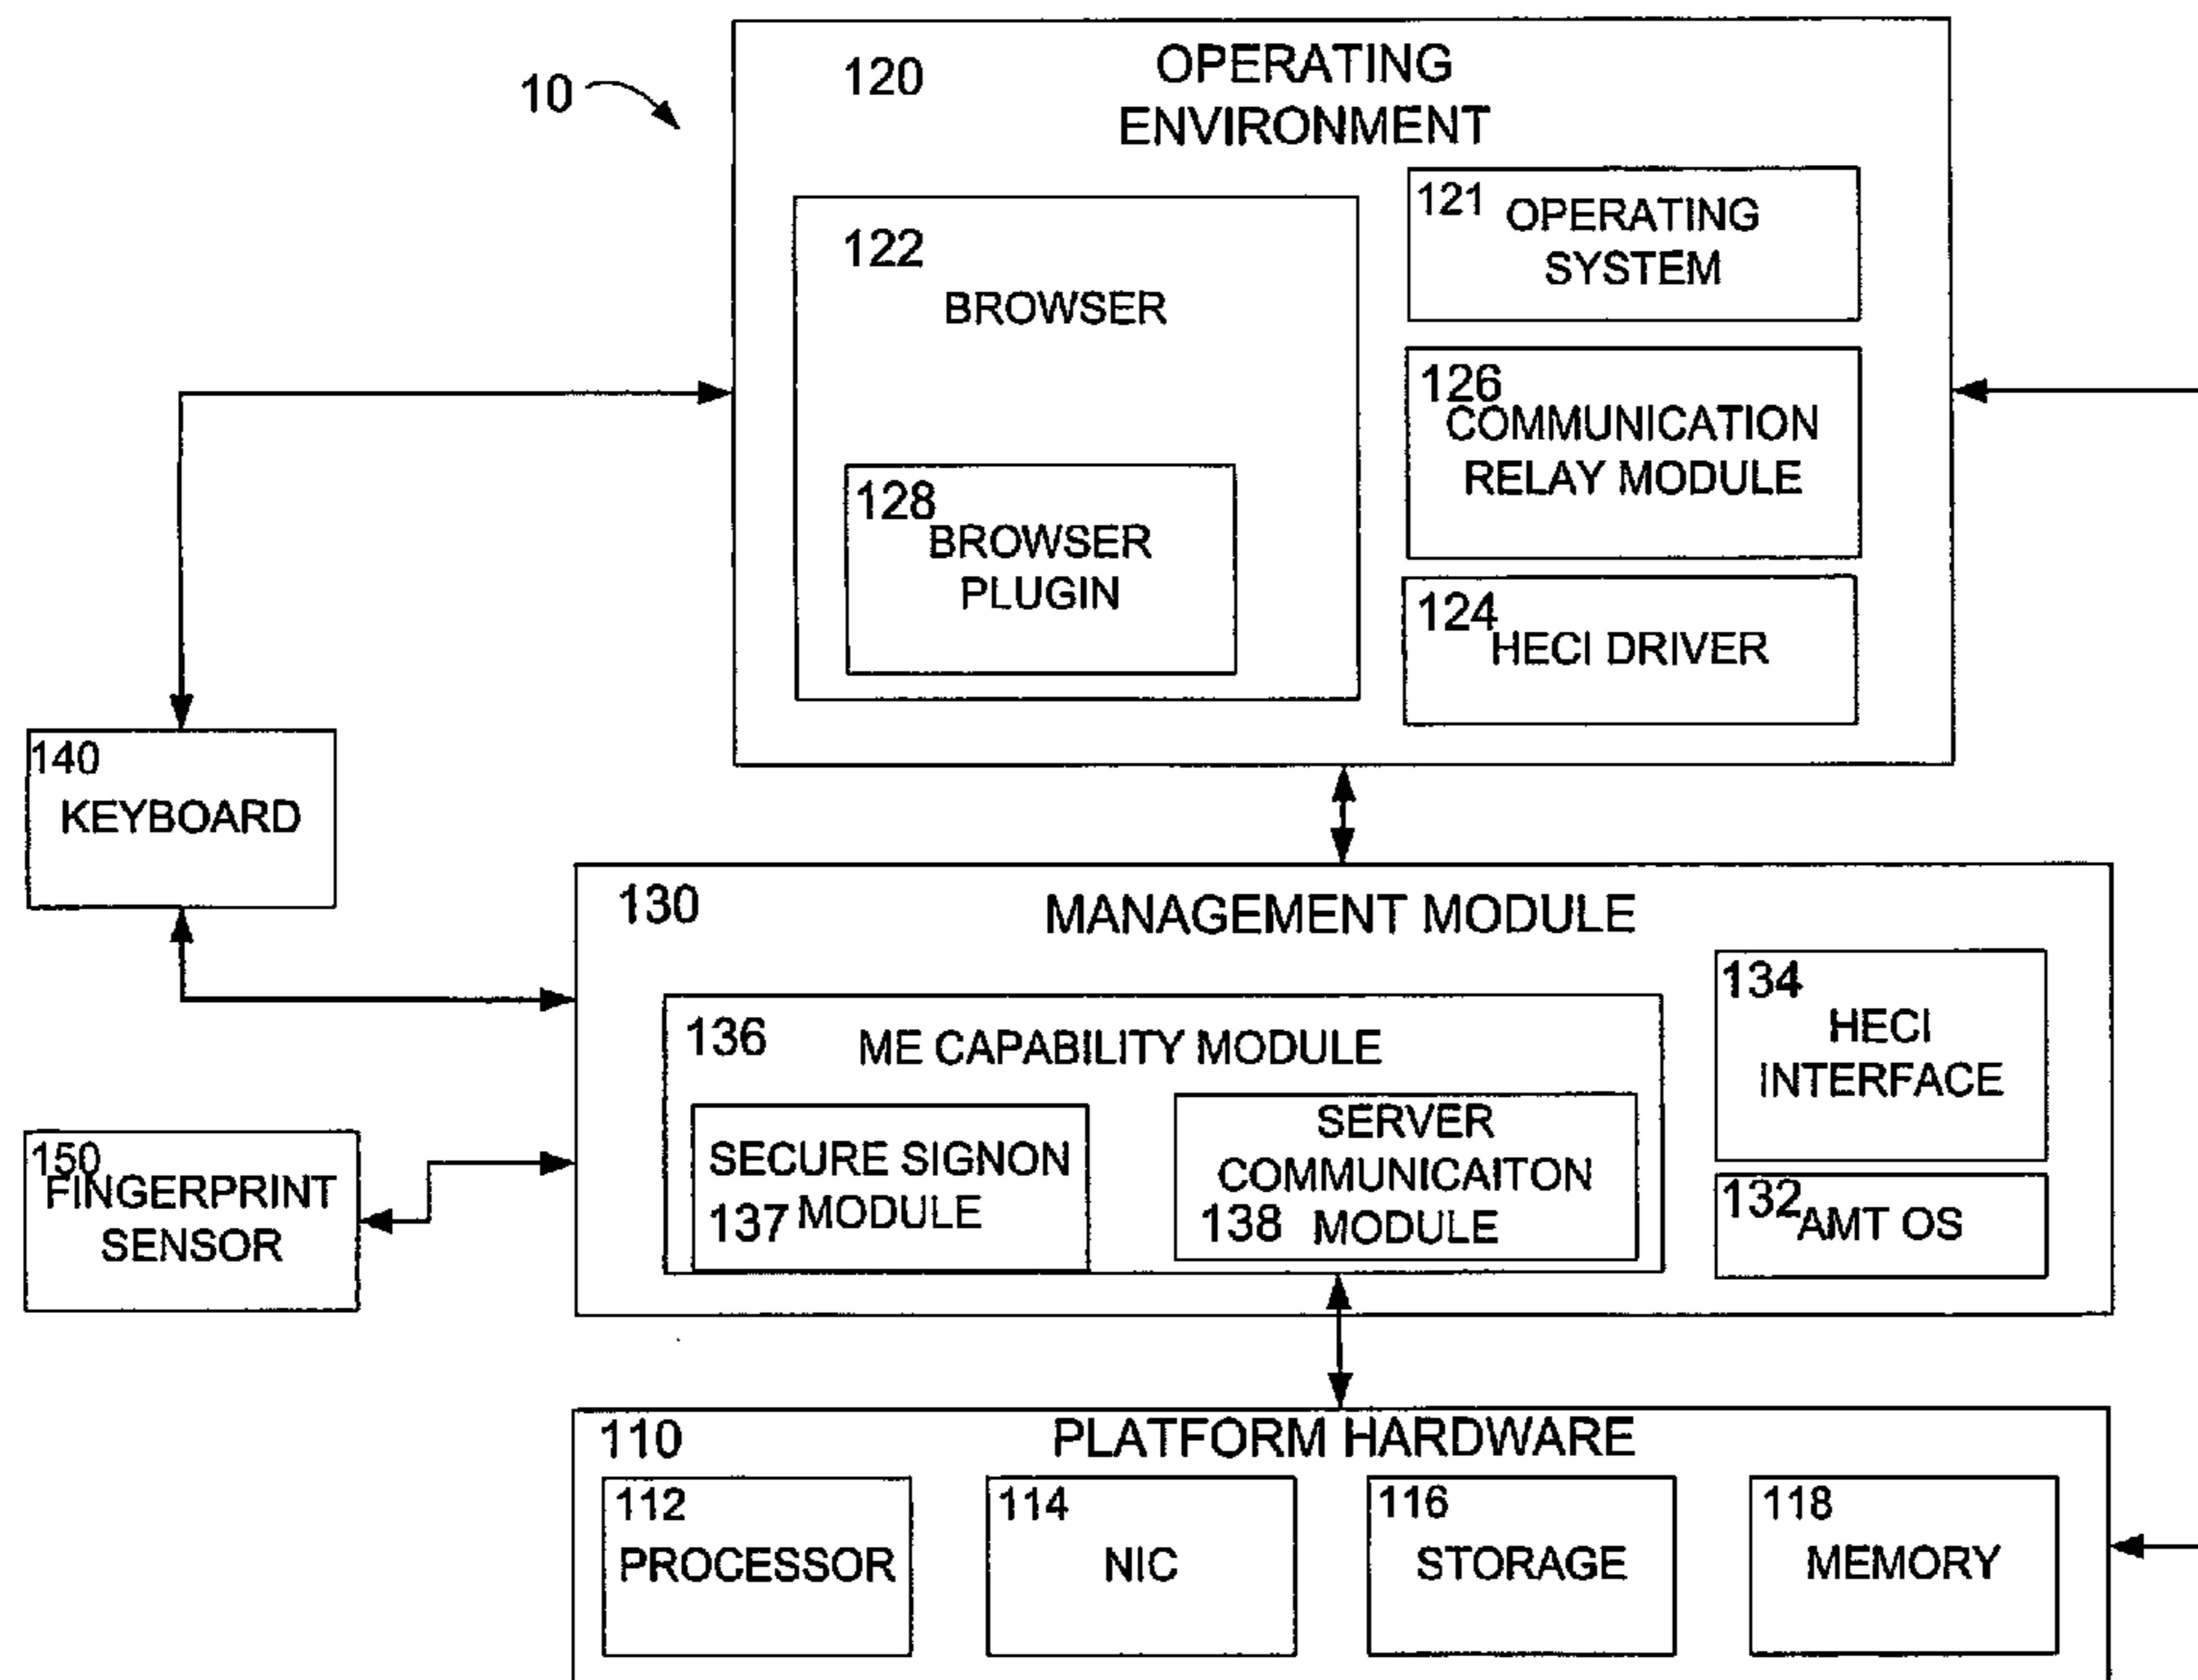 10
120
OPERATING
ENVIRONMENT
122
BROWSER
128
BROWSER
PLUGIN
121
OPERATING
SYSTEM
126
COMMUNICATION
RELAY MODULE
124
HECI DRIVER
140
KEYBOARD
130
MANAGEMENT MODULE
136
ME CAPABILITY MODULE
SECURE SIGNON
137 MODULE
SERVER
COMMUNICAITON
138 MODULE
134
HECI
INTERFACE
132
AMT OS
150
FINGERPRINT
SENSOR
110
PLATFORM HARDWARE
112
PROCESSOR
114
NIC
116
STORAGE
118
MEMORY